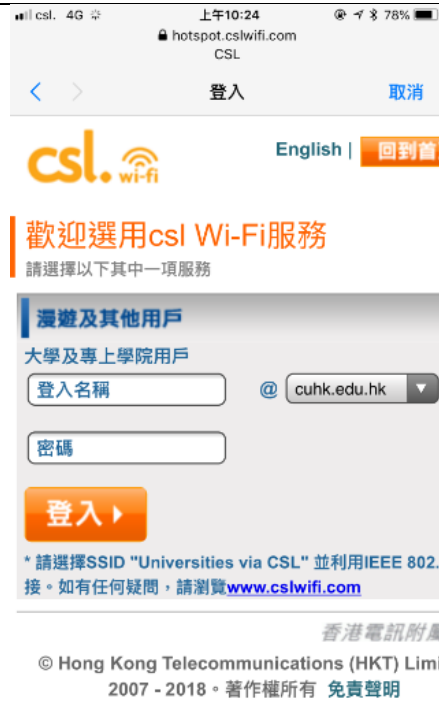 csl. 4G 上午10:24 78%
hotspot.cslwifi.com
CSL
登入 取消
csl. wi-fi English | 回到首
歡迎選用csl Wi-Fi服務
請選擇以下其中一項服務
漫遊及其他用戶
大學及專上學院用戶
登入名稱 @ cuhk.edu.hk
密碼
登入
* 請選擇SSID "Universities via CSL" 並利用IEEE 802.
接。如有任何疑問，請瀏覽www.cslwifi.com
香港電訊附屬
© Hong Kong Telecommunications (HKT) Limi
2007 - 2018。著作權所有 免責聲明